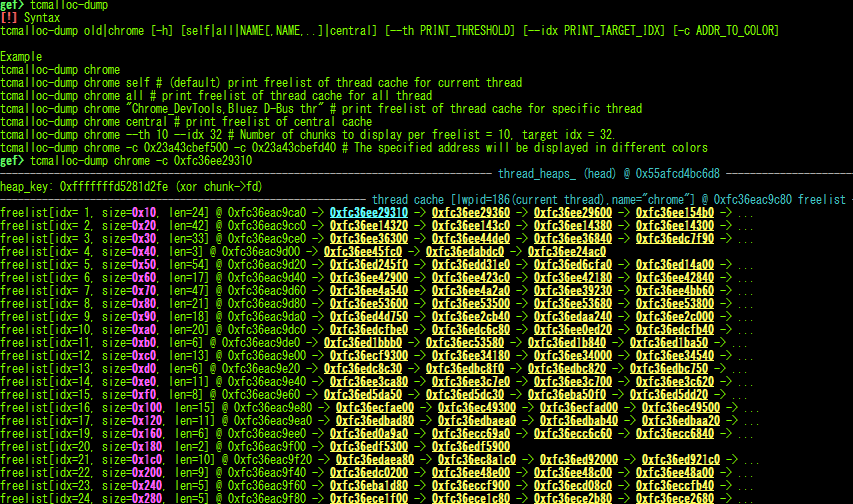 gef> tcmalloc-dump
[!] Syntax
tcmalloc-dump old|chrome [-h] [self|all|NAME[,NAME,...]|central] [--th PRINT_THRESHOLD] [--idx PRINT_TARGET_IDX] [-c ADDR_TO_COLOR]
Example
tcmalloc-dump chrome
tcmalloc-dump chrome self # (default) print freelist of thread cache for current thread
tcmalloc-dump chrome all # print freelist of thread cache for all thread
tcmalloc-dump chrome "Chrome_DevTools,Bluez D-Bus thr" # print freelist of thread cache for specific thread
tcmalloc-dump chrome central # print freelist of central cache
tcmalloc-dump chrome --th 10 --idx 32 # Number of chunks to display per freelist = 10, target idx = 32.
tcmalloc-dump chrome -c 0x23a43cbef500 -c 0x23a43cbefd40 # The specified address will be displayed in different colors
gef> tcmalloc-dump chrome -c 0xfc36ee29310
thread_heaps_ (head) @ 0x55afcd4bc6d8
heap_key: 0xfffffffd5281d2fe (xor chunk->fd)
thread cache [lwpid=186(current thread),name="chrome"] @ 0xfc36eac9c80 freelist
freelist[idx= 1, size=0x10, len=24] @ 0xfc36eac9ca0 -> 0xfc36ee29310 -> 0xfc36ee29360 -> 0xfc36ee29600 -> 0xfc36ee154b0 -> ...
freelist[idx= 2, size=0x20, len=42] @ 0xfc36eac9cc0 -> 0xfc36ee14320 -> 0xfc36ee143c0 -> 0xfc36ee14380 -> 0xfc36ee14300 -> ...
freelist[idx= 3, size=0x30, len=33] @ 0xfc36eac9ce0 -> 0xfc36ee36300 -> 0xfc36ee44de0 -> 0xfc36ee36840 -> 0xfc36edc7f90 -> ...
freelist[idx= 4, size=0x40, len=3] @ 0xfc36eac9d00 -> 0xfc36ee45fc0 -> 0xfc36edabdc0 -> 0xfc36ee24ac0
freelist[idx= 5, size=0x50, len=54] @ 0xfc36eac9d20 -> 0xfc36ed245f0 -> 0xfc36edd31e0 -> 0xfc36ed6cfa0 -> 0xfc36ed14a00 -> ...
freelist[idx= 6, size=0x60, len=17] @ 0xfc36eac9d40 -> 0xfc36ee42900 -> 0xfc36ee423c0 -> 0xfc36ee42180 -> 0xfc36ee42840 -> ...
freelist[idx= 7, size=0x70, len=47] @ 0xfc36eac9d60 -> 0xfc36ee4a540 -> 0xfc36ee4a2a0 -> 0xfc36ee39230 -> 0xfc36ee4bb60 -> ...
freelist[idx= 8, size=0x80, len=21] @ 0xfc36eac9d80 -> 0xfc36ee53600 -> 0xfc36ee53500 -> 0xfc36ee53680 -> 0xfc36ee53800 -> ...
freelist[idx= 9, size=0x90, len=18] @ 0xfc36eac9da0 -> 0xfc36ed4d750 -> 0xfc36ee2cb40 -> 0xfc36edaa240 -> 0xfc36ee2c000 -> ...
freelist[idx=10, size=0xa0, len=20] @ 0xfc36eac9dc0 -> 0xfc36edcfbe0 -> 0xfc36edc6c80 -> 0xfc36ee0ed20 -> 0xfc36edcfb40 -> ...
freelist[idx=11, size=0xb0, len=6] @ 0xfc36eac9de0 -> 0xfc36ed1bbb0 -> 0xfc36ec53580 -> 0xfc36ed1b840 -> 0xfc36ed1ba50 -> ...
freelist[idx=12, size=0xc0, len=13] @ 0xfc36eac9e00 -> 0xfc36ecf9300 -> 0xfc36ee34180 -> 0xfc36ee34000 -> 0xfc36ee34540 -> ...
freelist[idx=13, size=0xd0, len=6] @ 0xfc36eac9e20 -> 0xfc36edc8c30 -> 0xfc36edbc8f0 -> 0xfc36edbc820 -> 0xfc36edbc750 -> ...
freelist[idx=14, size=0xe0, len=11] @ 0xfc36eac9e40 -> 0xfc36ee3ca80 -> 0xfc36ee3c7e0 -> 0xfc36ee3c700 -> 0xfc36ee3c620 -> ...
freelist[idx=15, size=0xf0, len=8] @ 0xfc36eac9e60 -> 0xfc36ed5da50 -> 0xfc36ed5dc30 -> 0xfc36eba50f0 -> 0xfc36ed5dd20 -> ...
freelist[idx=16, size=0x100, len=15] @ 0xfc36eac9e80 -> 0xfc36ecfae00 -> 0xfc36ec49300 -> 0xfc36ecfad00 -> 0xfc36ec49500 -> ...
freelist[idx=17, size=0x120, len=11] @ 0xfc36eac9ea0 -> 0xfc36edbad80 -> 0xfc36edbaea0 -> 0xfc36edbab40 -> 0xfc36edbaa20 -> ...
freelist[idx=19, size=0x160, len=6] @ 0xfc36eac9ee0 -> 0xfc36ed0a9a0 -> 0xfc36ecc69a0 -> 0xfc36ecc6c60 -> 0xfc36ecc6840 -> ...
freelist[idx=20, size=0x180, len=2] @ 0xfc36eac9f00 -> 0xfc36edf5300 -> 0xfc36edf5900
freelist[idx=21, size=0x1c0, len=10] @ 0xfc36eac9f20 -> 0xfc36edaea80 -> 0xfc36ec8a1c0 -> 0xfc36ed92000 -> 0xfc36ed921c0 -> ...
freelist[idx=22, size=0x200, len=9] @ 0xfc36eac9f40 -> 0xfc36edc0200 -> 0xfc36ee48e00 -> 0xfc36ee48c00 -> 0xfc36ee48a00 -> ...
freelist[idx=23, size=0x240, len=5] @ 0xfc36eac9f60 -> 0xfc36eba1d80 -> 0xfc36eccf900 -> 0xfc36ecd08c0 -> 0xfc36eccfb40 -> ...
freelist[idx=24, size=0x280, len=5] @ 0xfc36eac9f80 -> 0xfc36ece1f00 -> 0xfc36ece1c80 -> 0xfc36ece2b80 -> 0xfc36ece2680 -> ...